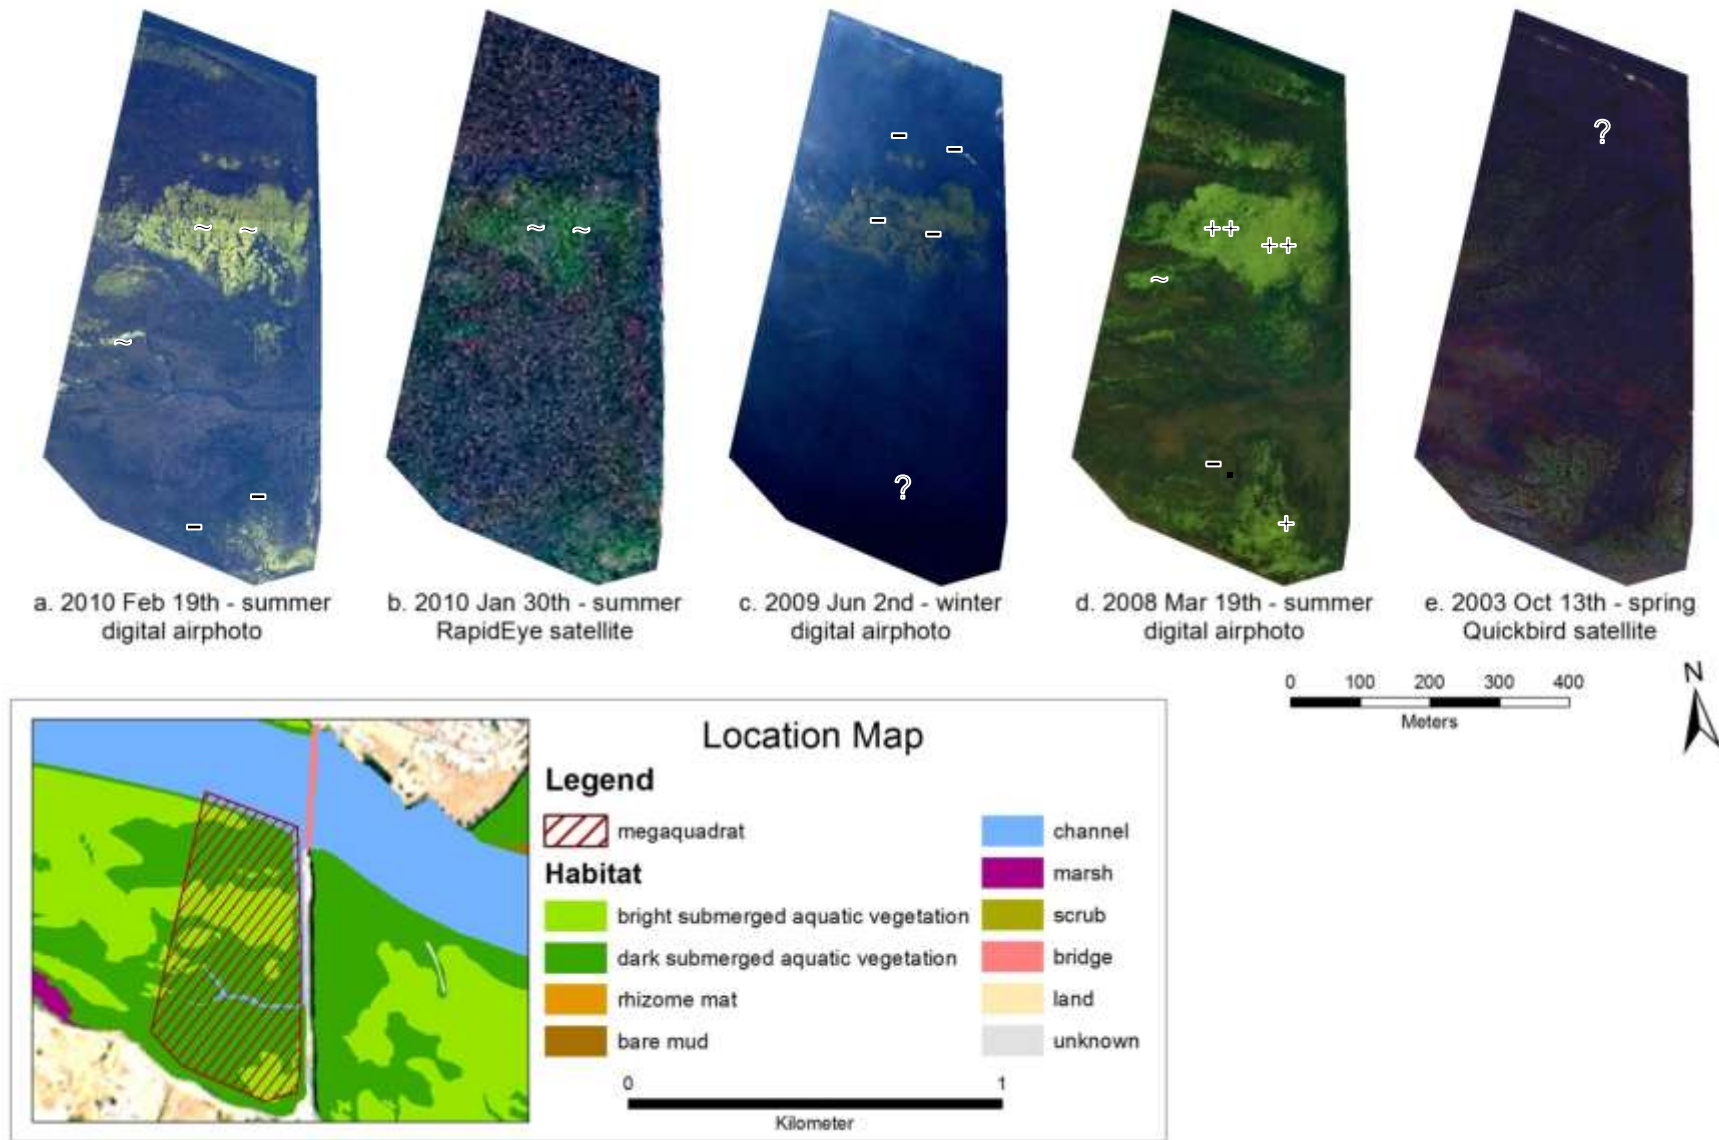 ~ ~
~
−
−
~ ~
−
−
−
−
?
++
++
~
−
+
?
a. 2010 Feb 19th - summer
digital airphoto
b. 2010 Jan 30th - summer
RapidEye satellite
c. 2009 Jun 2nd - winter
digital airphoto
d. 2008 Mar 19th - summer
digital airphoto
e. 2003 Oct 13th - spring
Quickbird satellite
0 100 200 300 400
Meters
N
Location Map
Legend
megaquadrat
Habitat
bright submerged aquatic vegetation
dark submerged aquatic vegetation
rhizome mat
bare mud
channel
marsh
scrub
bridge
land
unknown
0 1
Kilometer